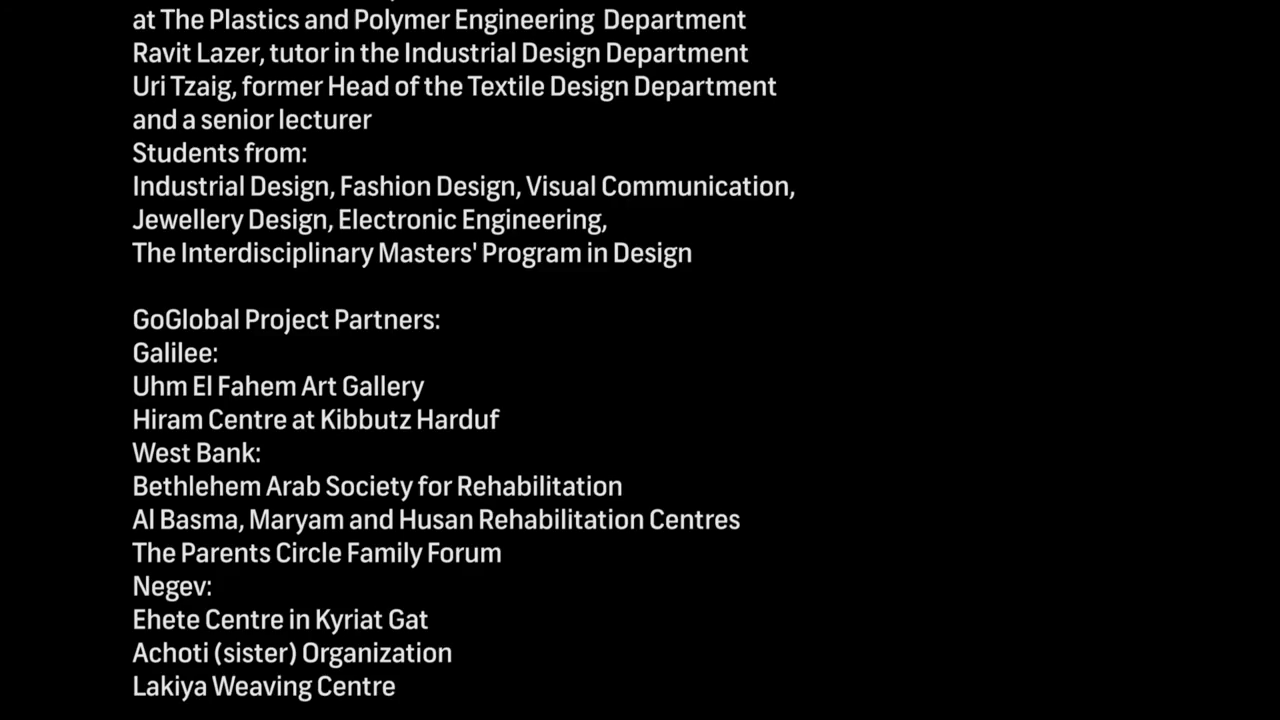 at The Plastics and Polymer Engineering Department
Ravit Lazer, tutor in the Industrial Design Department
Uri Tzaig, former Head of the Textile Design Department
and a senior lecturer
Students from:
Industrial Design, Fashion Design, Visual Communication,
Jewellery Design, Electronic Engineering,
The Interdisciplinary Masters' Program in Design
GoGlobal Project Partners:
Galilee:
Uhm El Fahem Art Gallery
Hiram Centre at Kibbutz Harduf
West Bank:
Bethlehem Arab Society for Rehabilitation
Al Basma, Maryam and Husan Rehabilitation Centres
The Parents Circle Family Forum
Negev:
Ehete Centre in Kyriat Gat
Achoti (sister) Organization
Lakiya Weaving Centre